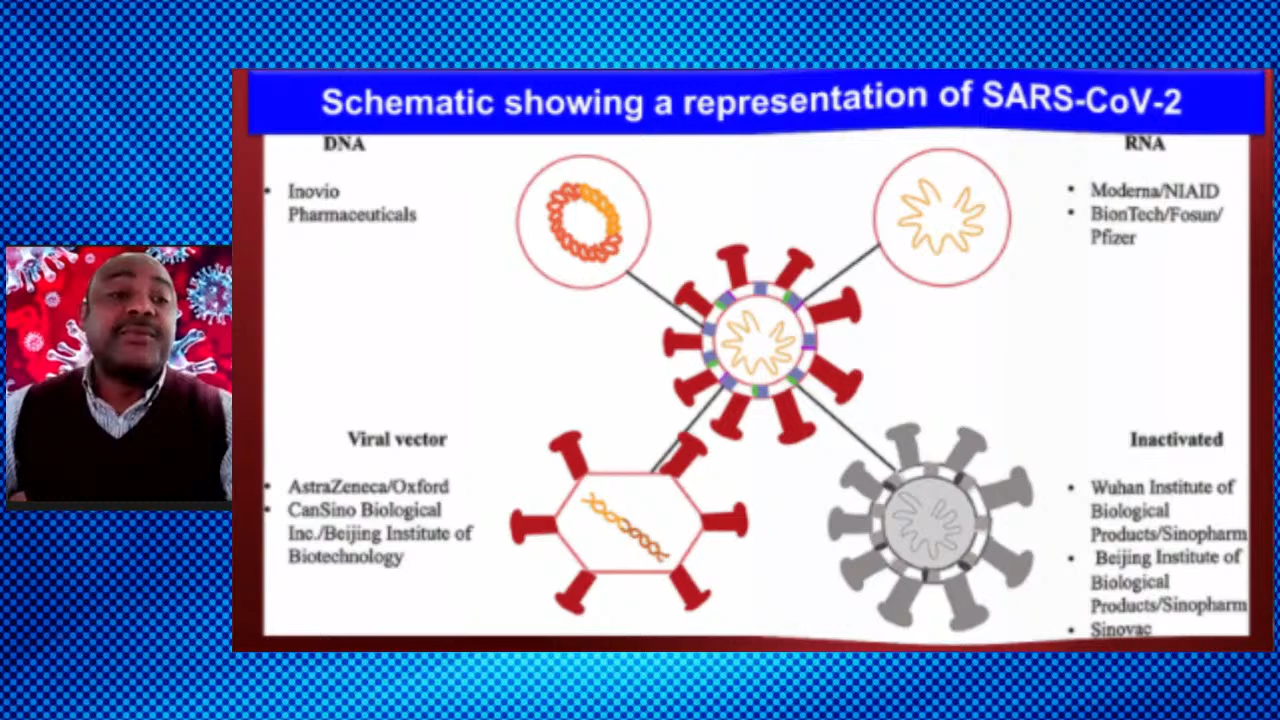 Schematic showing a representation of SARS-CoV-2
DNA
• Inovio
Pharmaceuticals
RNA
• Moderna/NIAID
• BionTech/Fosun/
Pfizer
Viral vector
• AstraZeneca/Oxford
• CanSino Biological
Inc./Beijing Institute of
Biotechnology
Inactivated
• Wuhan Institute of
Biological
Products/Sinopharm
• Beijing Institute of
Biological
Products/Sinopharm
• Sinovac